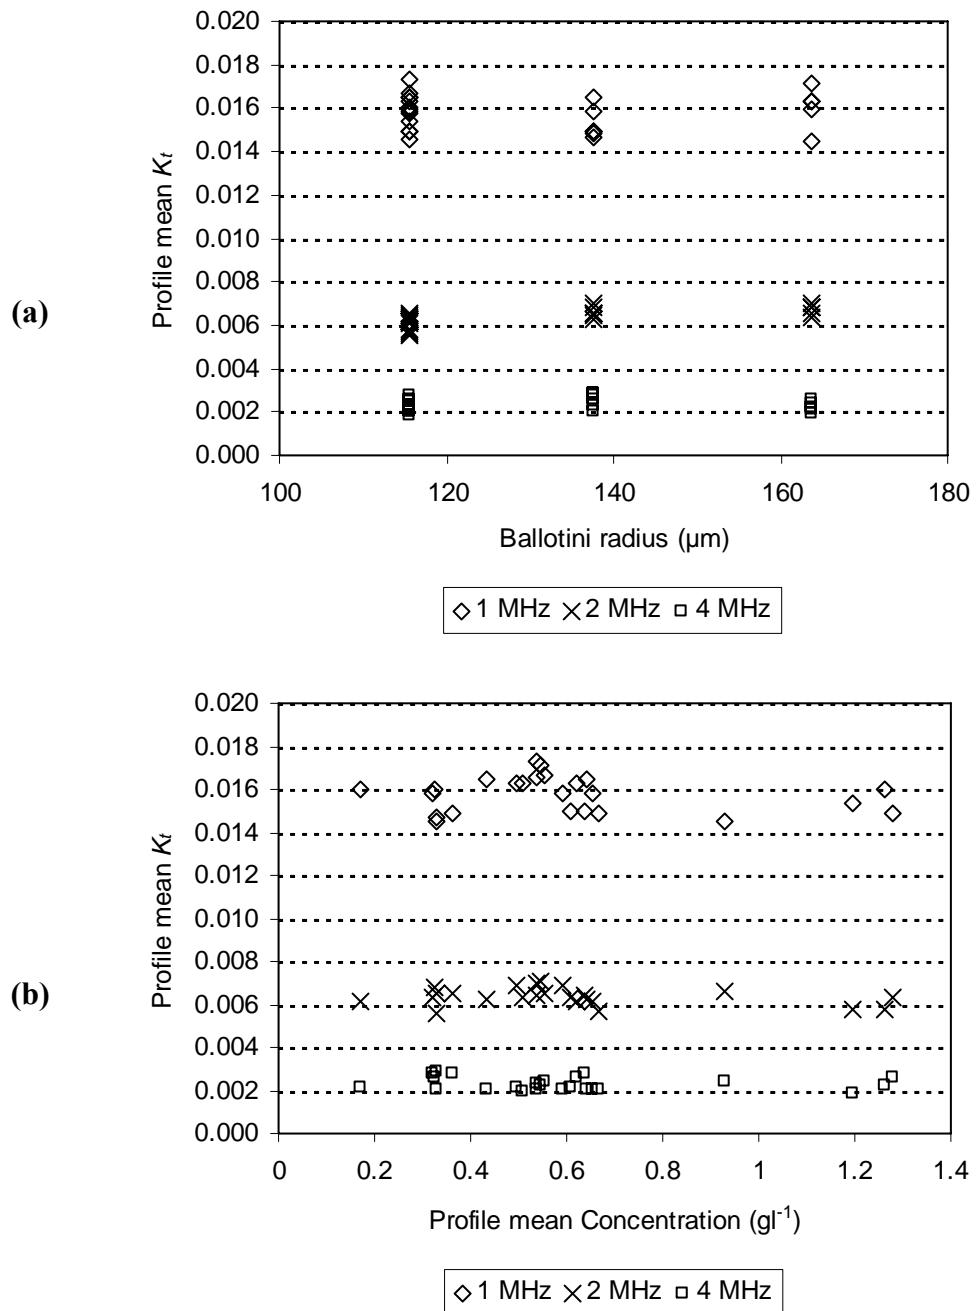 0.020
0.018
0.016
0.014
0.012
0.010
0.008
0.006
0.004
0.002
0.000
Profile mean Kt
(a)
100 120 140 160 180
Ballotini radius (µm)
1 MHz 2 MHz 4 MHz
0.020
0.018
0.016
0.014
0.012
0.010
0.008
0.006
0.004
0.002
0.000
Profile mean Kt
(b)
0 0.2 0.4 0.6 0.8 1 1.2 1.4
Profile mean Concentration (gl⁻¹)
1 MHz 2 MHz 4 MHz